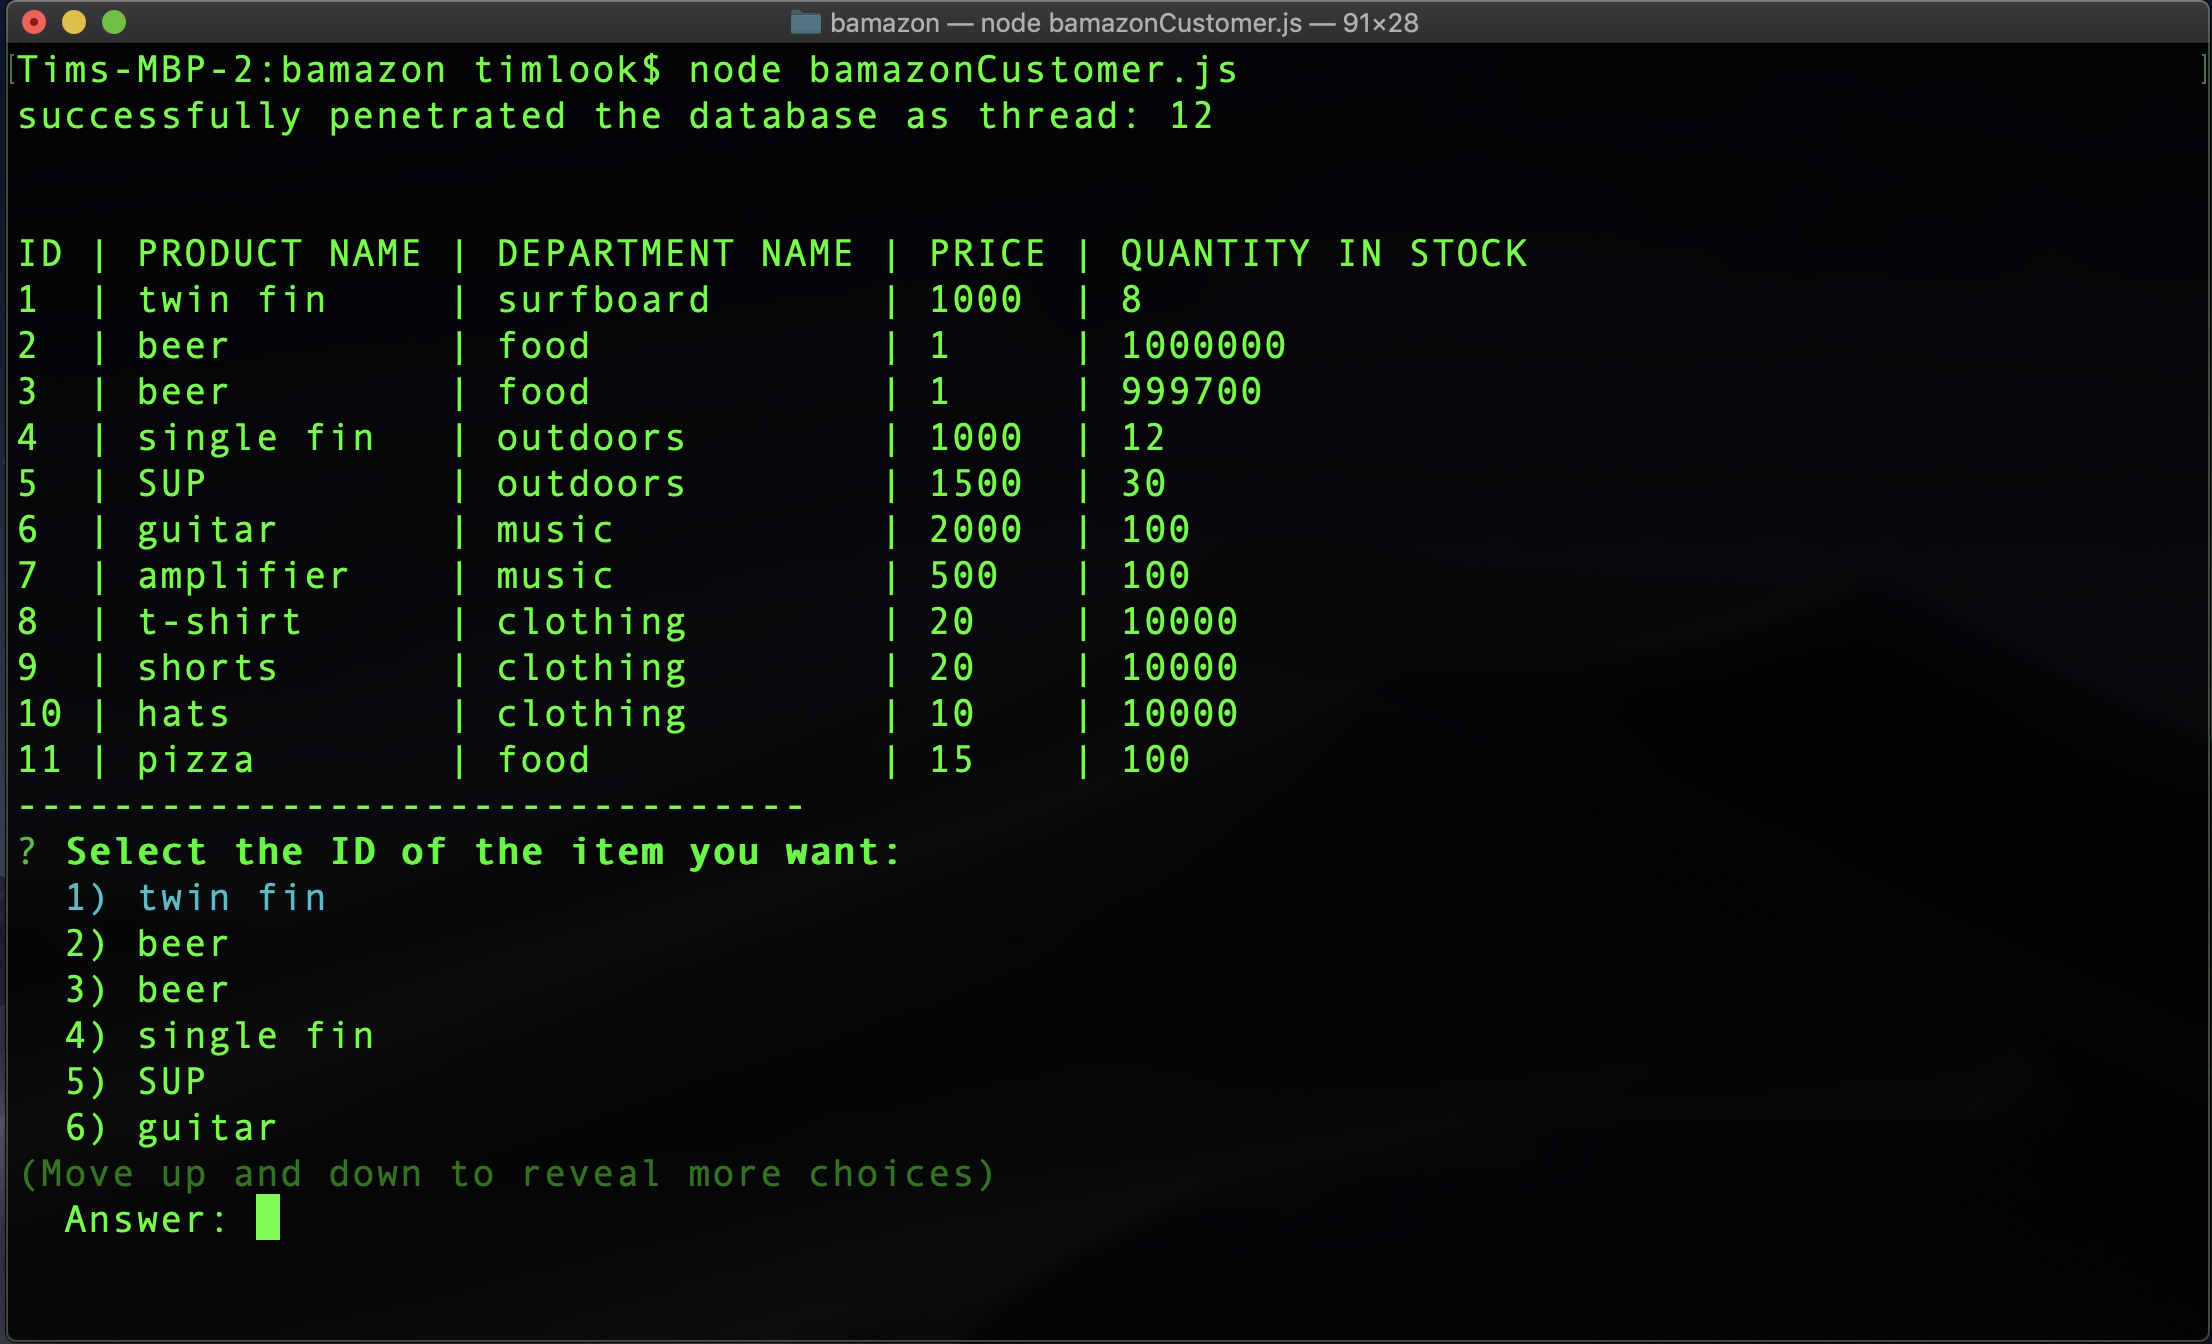 bamazon — node bamazonCustomer.js — 91×28
[Tims-MBP-2:bamazon timlook$ node bamazonCustomer.js ]
successfully penetrated the database as thread: 12
ID | PRODUCT NAME | DEPARTMENT NAME | PRICE | QUANTITY IN STOCK
1  | twin fin     | surfboard       | 1000  | 8
2  | beer         | food            | 1     | 1000000
3  | beer         | food            | 1     | 999700
4  | single fin   | outdoors        | 1000  | 12
5  | SUP          | outdoors        | 1500  | 30
6  | guitar       | music           | 2000  | 100
7  | amplifier    | music           | 500   | 100
8  | t-shirt      | clothing        | 20    | 10000
9  | shorts       | clothing        | 20    | 10000
10 | hats         | clothing        | 10    | 10000
11 | pizza        | food            | 15    | 100
---------------------------------
? Select the ID of the item you want:
  1) twin fin
  2) beer
  3) beer
  4) single fin
  5) SUP
  6) guitar
(Move up and down to reveal more choices)
  Answer: